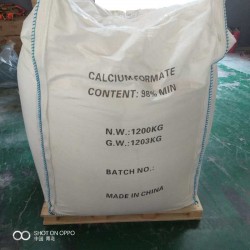 CALCIUM FORMATE
CONTENT: 98% MIN
N.W.:1200KG
G.W.:1203KG
BATCH NO.:
MADE IN CHINA
SHOT ON OPPO